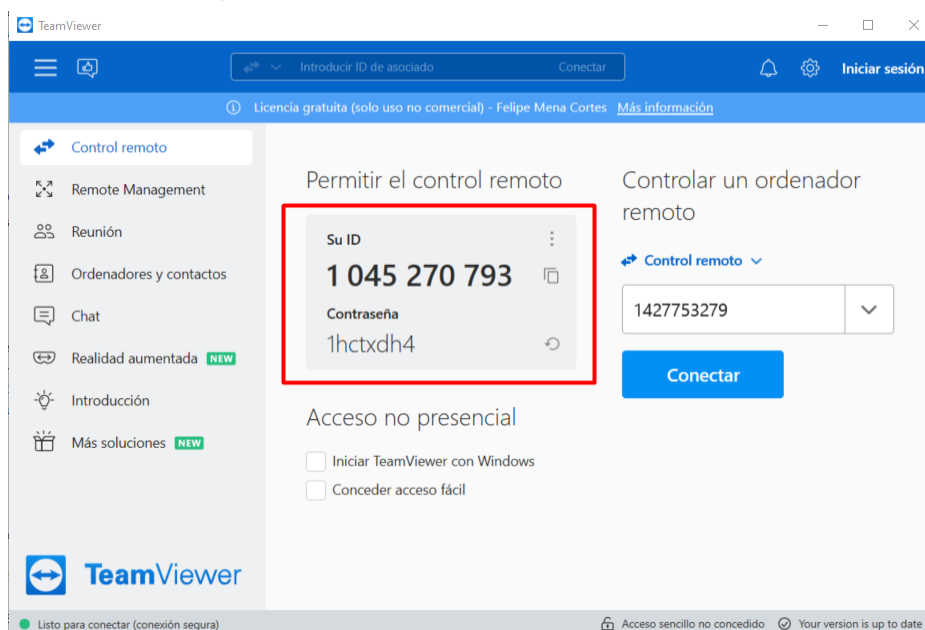 TeamViewer
Introducir ID de asociado
Conectar
Iniciar sesión
Licencia gratuita (solo uso no comercial) - Felipe Mena Cortes Más información
Control remoto
Remote Management
Reunión
Ordenadores y contactos
Chat
Realidad aumentada NEW
Introducción
Más soluciones NEW
TeamViewer
Permitir el control remoto
Su ID
1 045 270 793
Contraseña
1hctxdh4
Acceso no presencial
Iniciar TeamViewer con Windows
Conceder acceso fácil
Controlar un ordenador
remoto
Control remoto
1427753279
Conectar
Listo para conectar (conexión segura)
Acceso sencillo no concedido
Your version is up to date